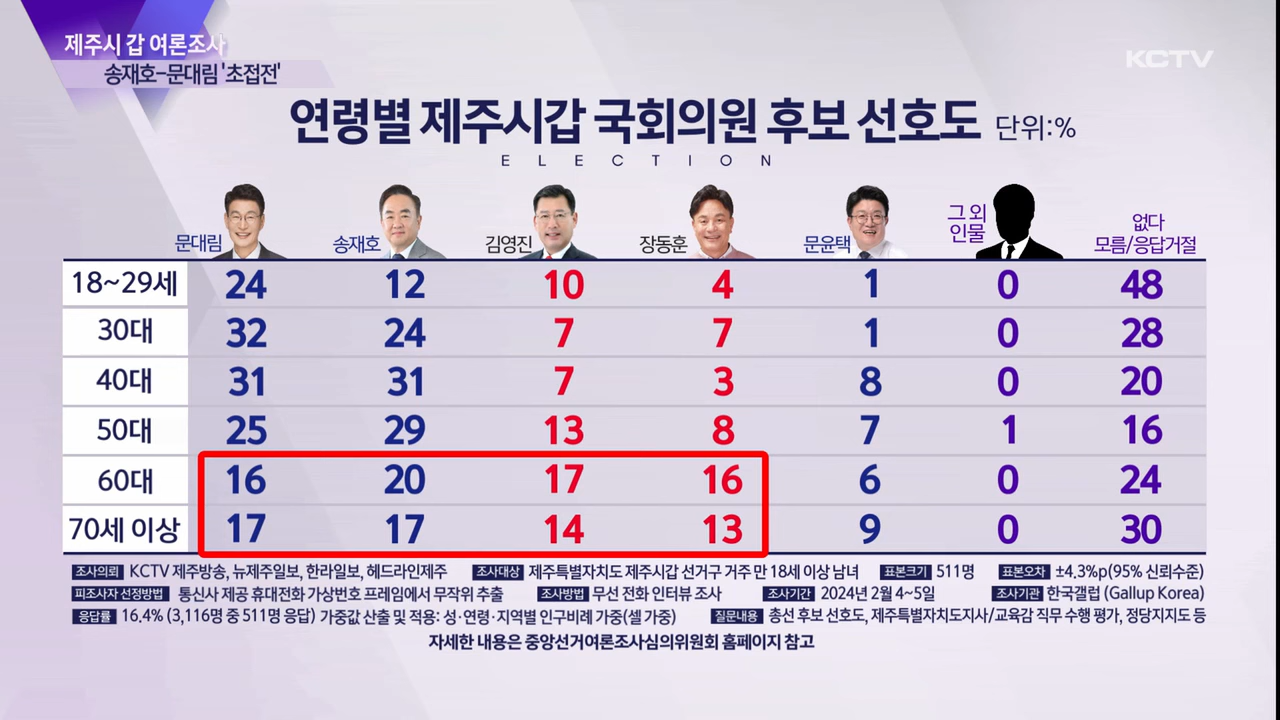 제주시 갑 여론조사
송재호-문대림 '초접전'
KCTV
연령별 제주시갑 국회의원 후보 선호도 단위:%
ELECTION
문대림 송재호 김영진 장동훈 문윤택 그 외 인물 없다 모름/응답거절
18~29세 24 12 10 4 1 0 48
30대 32 24 7 7 1 0 28
40대 31 31 7 3 8 0 20
50대 25 29 13 8 7 1 16
60대 16 20 17 16 6 0 24
70세 이상 17 17 14 13 9 0 30
조사의뢰 KCTV 제주방송, 뉴제주일보, 한라일보, 헤드라인제주 조사대상 제주특별자치도 제주시갑 선거구 거주 만 18세 이상 남녀 표본크기 511명 표본오차 ±4.3%p(95% 신뢰수준)
피조사자 선정방법 통신사 제공 휴대전화 가상번호 프레임에서 무작위 추출 조사방법 무선 전화 인터뷰 조사 조사기간 2024년 2월 4~5일 조사기관 한국갤럽 (Gallup Korea)
응답률 16.4% (3,116명 중 511명 응답) 가중값 산출 및 적용: 성·연령·지역별 인구비례 가중(셀 가중) 질문내용 총선 후보 선호도, 제주특별자치도지사/교육감 직무 수행 평가, 정당지지도 등
자세한 내용은 중앙선거여론조사심의위원회 홈페이지 참고